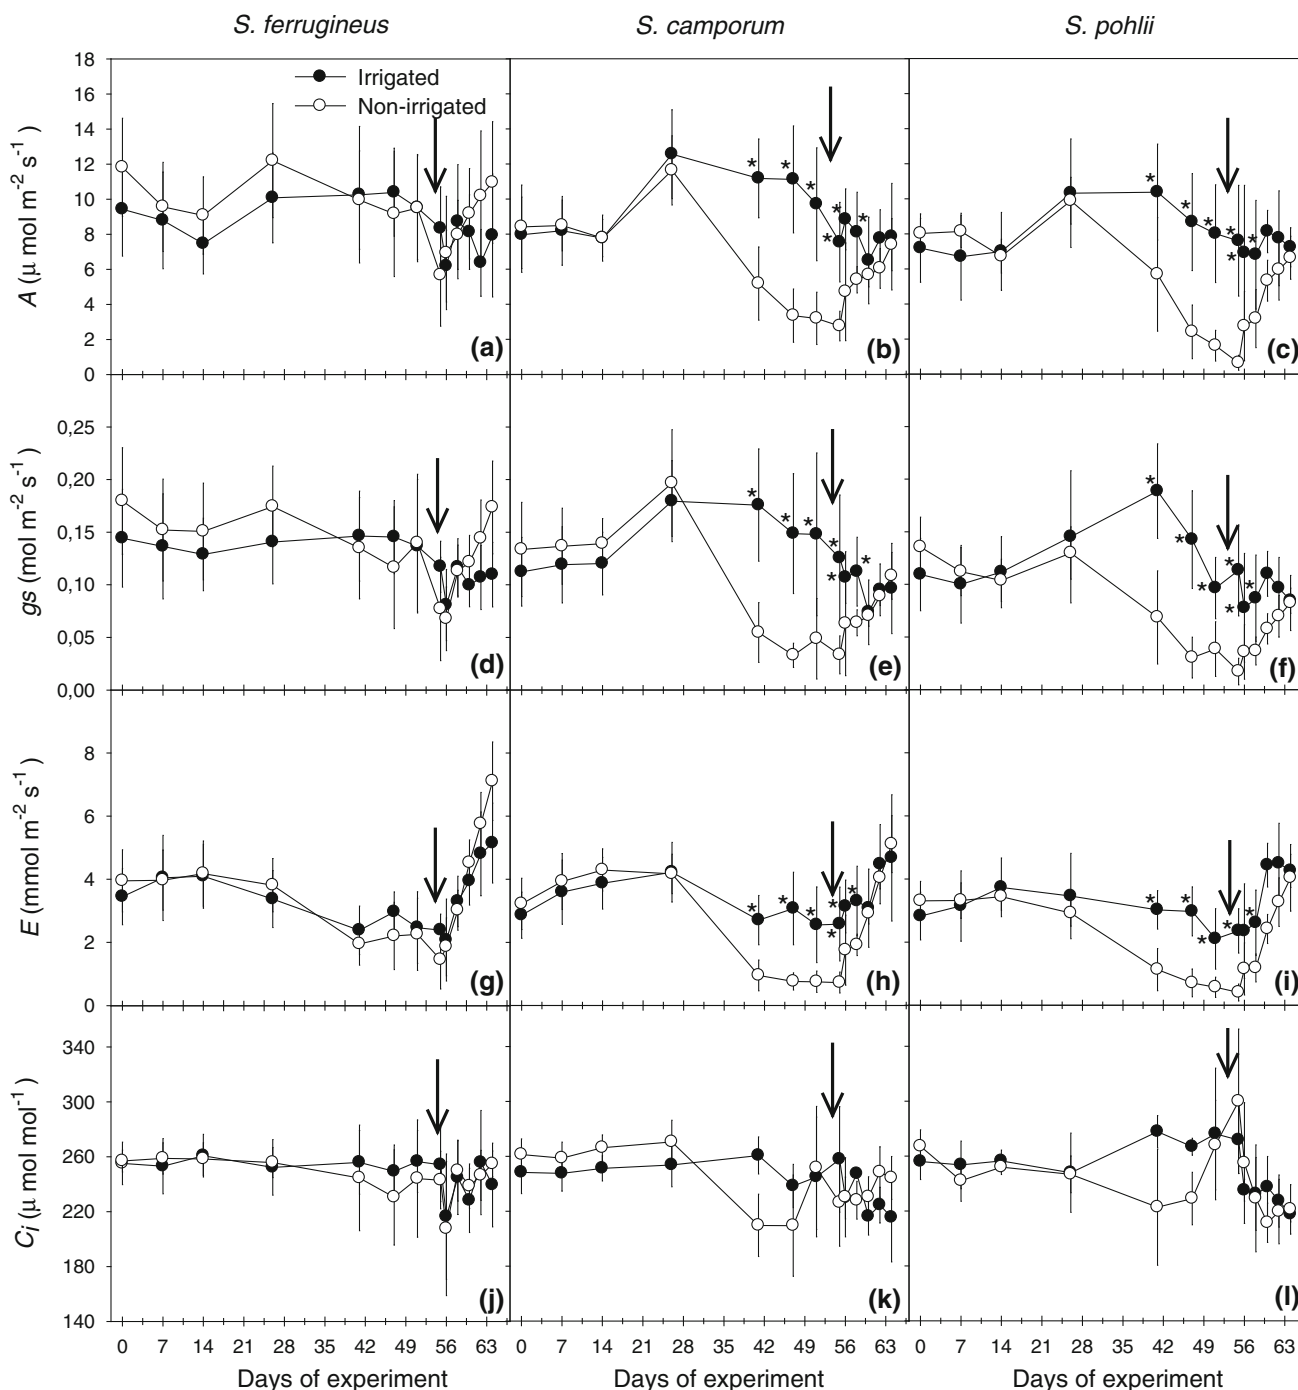 S. ferrugineus
S. camporum
S. pohlii
Irrigated
Non-irrigated
A (μ mol m⁻² s⁻¹)
18
16
14
12
10
8
6
4
2
0
* * * * * *
* * * * * * *
(a)
(b)
(c)
gs (mol m⁻² s⁻¹)
0,25
0,20
0,15
0,10
0,05
0,00
* * * * * *
* * * * * *
(d)
(e)
(f)
E (mmol m⁻² s⁻¹)
8
6
4
2
0
* * * * * *
* * * * *
(g)
(h)
(i)
Ci (μ mol mol⁻¹)
340
300
260
220
180
140
(j)
(k)
(l)
0 7 14 21 28 35 42 49 56 63
0 7 14 21 28 35 42 49 56 63
0 7 14 21 28 35 42 49 56 63
Days of experiment
Days of experiment
Days of experiment